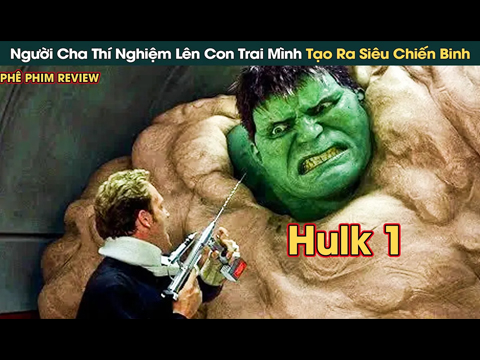 Người Cha Thí Nghiệm Lên Con Trai Mình Tạo Ra Siêu Chiến Binh
PHÊ PHIM REVIEW
Hulk 1